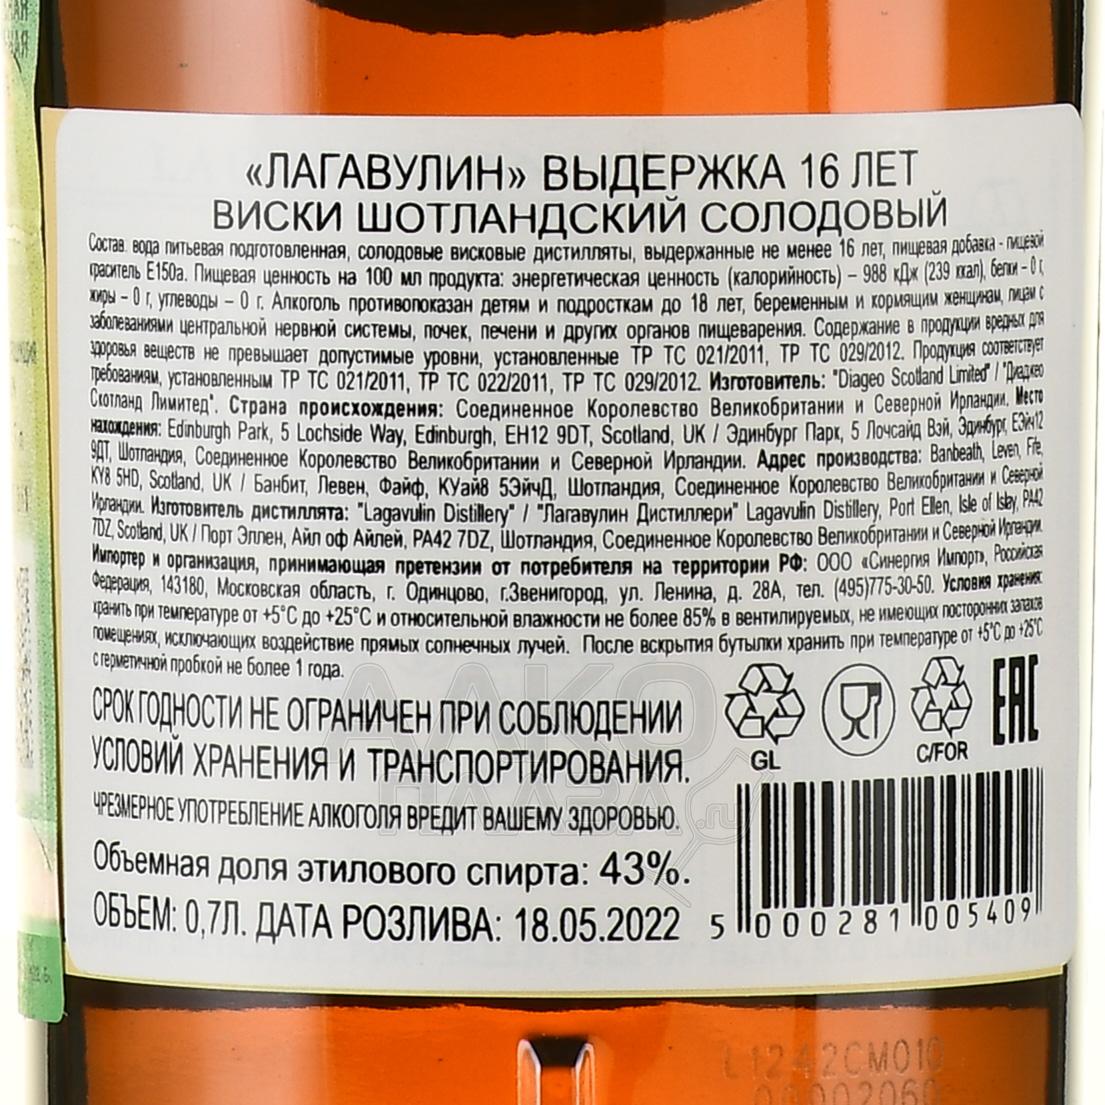 «ЛАГАВУЛИН» ВЫДЕРЖКА 16 ЛЕТ
ВИСКИ ШОТЛАНДСКИЙ СОЛОДОВЫЙ
Состав: вода питьевая подготовленная, солодовые висковые дистилляты, выдержанные не менее 16 лет, пищевая добавка - пищевой
краситель Е150а. Пищевая ценность на 100 мл продукта: энергетическая ценность (калорийность) – 988 кДж (239 ккал), белки – 0 г,
жиры – 0 г, углеводы – 0 г. Алкоголь противопоказан детям и подросткам до 18 лет, беременным и кормящим женщинам, лицам с
заболеваниями центральной нервной системы, почек, печени и других органов пищеварения. Содержание в продукции вредных для
здоровья веществ не превышает допустимые уровни, установленные ТР ТС 021/2011, ТР ТС 029/2012. Продукция соответствует
требованиям, установленным ТР ТС 021/2011, ТР ТС 022/2011, ТР ТС 029/2012. Изготовитель: "Diageo Scotland Limited" / "Диаджео
Скотланд Лимитед". Страна происхождения: Соединенное Королевство Великобритании и Северной Ирландии. Место
нахождения: Edinburgh Park, 5 Lochside Way, Edinburgh, EH12 9DT, Scotland, UK / Эдинбург Парк, 5 Лочсайд Вэй, Эдинбург, ЕЭйч12
9ДТ, Шотландия, Соединенное Королевство Великобритании и Северной Ирландии. Адрес производства: Banbeath, Leven, Fife,
KY8 5HD, Scotland, UK / Банбит, Левен, Файф, КУай8 5ЭйчД, Шотландия, Соединенное Королевство Великобритании и Северной
Ирландии. Изготовитель дистиллята: "Lagavulin Distillery" / "Лагавулин Дистиллери" Lagavulin Distillery, Port Ellen, Isle of Islay, PA42
7DZ, Scotland, UK / Порт Эллен, Айл оф Айлей, PA42 7DZ, Шотландия, Соединенное Королевство Великобритании и Северной Ирландии.
Импортер и организация, принимающая претензии от потребителя на территории РФ: ООО «Синергия Импорт», Российская
Федерация, 143180, Московская область, г. Одинцово, г.Звенигород, ул. Ленина, д. 28А, тел. (495)775-30-50. Условия хранения:
хранить при температуре от +5°С до +25°С и относительной влажности не более 85% в вентилируемых, не имеющих посторонних запахов
помещениях, исключающих воздействие прямых солнечных лучей. После вскрытия бутылки хранить при температуре от +5°С до +25°С
с герметичной пробкой не более 1 года.
СРОК ГОДНОСТИ НЕ ОГРАНИЧЕН ПРИ СОБЛЮДЕНИИ
УСЛОВИЙ ХРАНЕНИЯ И ТРАНСПОРТИРОВАНИЯ.
ЧРЕЗМЕРНОЕ УПОТРЕБЛЕНИЕ АЛКОГОЛЯ ВРЕДИТ ВАШЕМУ ЗДОРОВЬЮ.
Объемная доля этилового спирта: 43%.
ОБЪЕМ: 0,7Л. ДАТА РОЗЛИВА: 18.05.2022
GL
C/FOR
EAC
5 000281 005409
АЛКО
НАВЗА.ru
L1242CM010
00002060